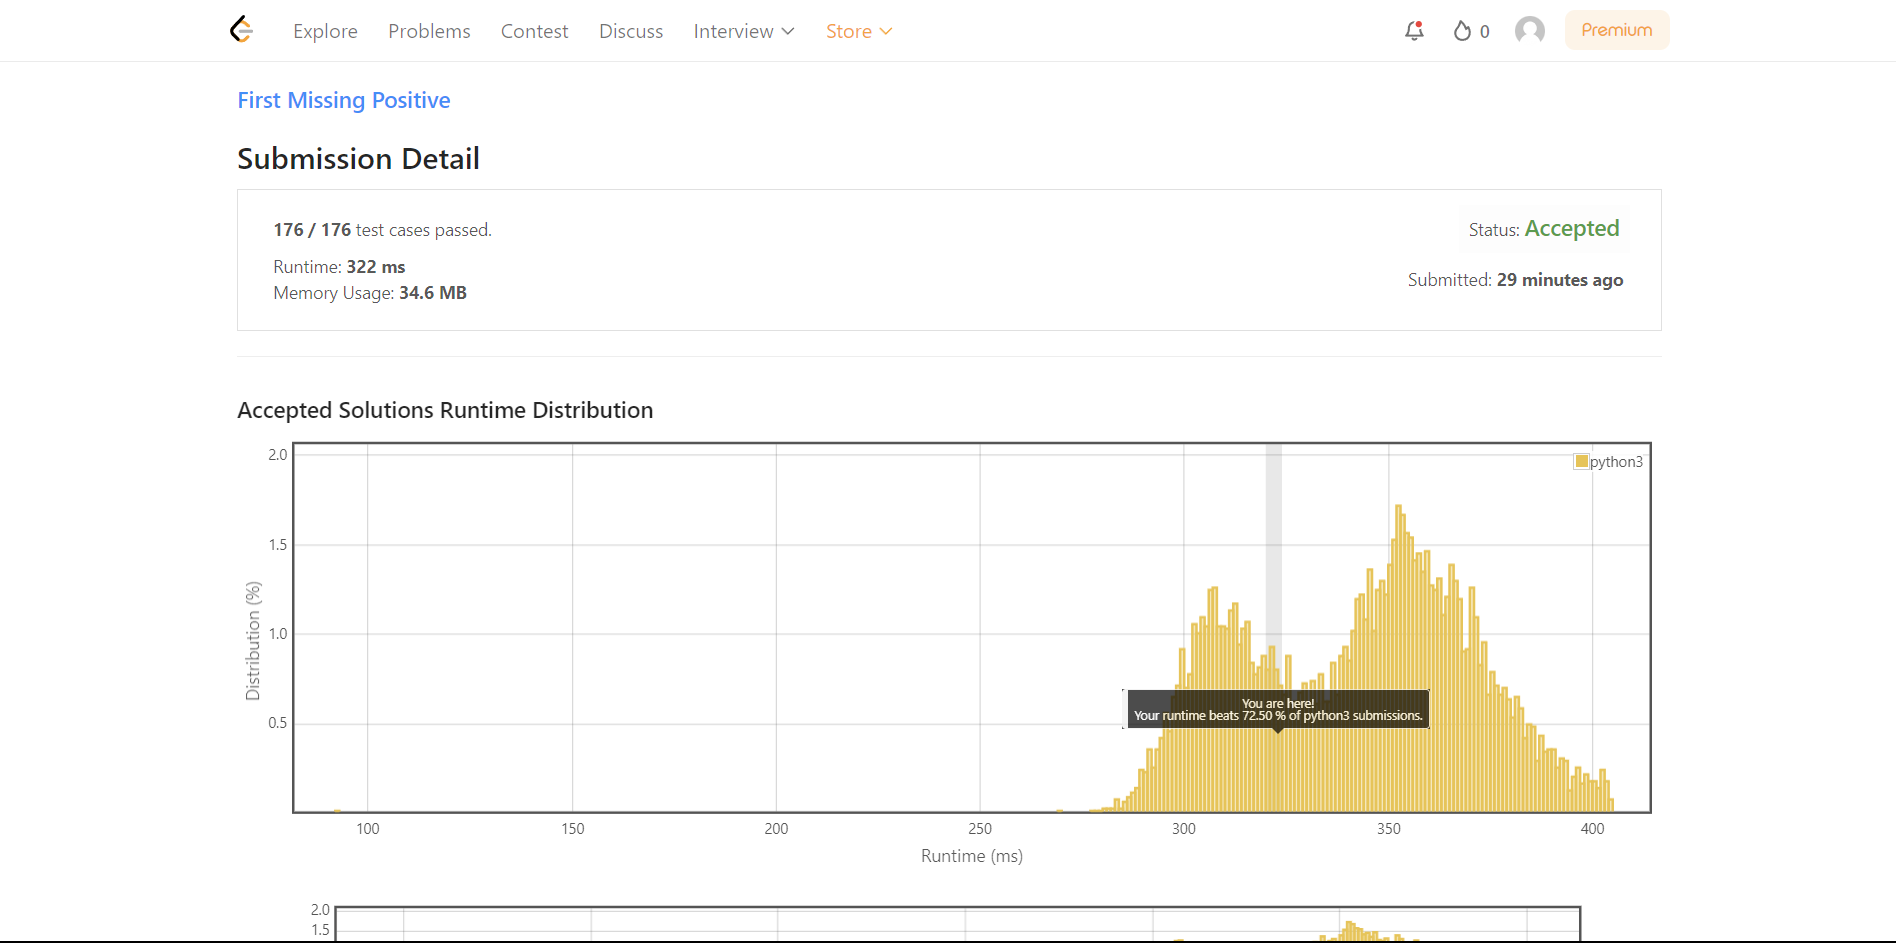 Explore Problems Contest Discuss Interview Store 0 Premium
First Missing Positive
Submission Detail
176 / 176 test cases passed.
Status: Accepted
Runtime: 322 ms
Memory Usage: 34.6 MB
Submitted: 29 minutes ago
Accepted Solutions Runtime Distribution
2.0
1.5
1.0
0.5
Distribution (%)
python3
You are here!
Your runtime beats 72.50 % of python3 submissions.
100 150 200 250 300 350 400
Runtime (ms)
2.0
1.5